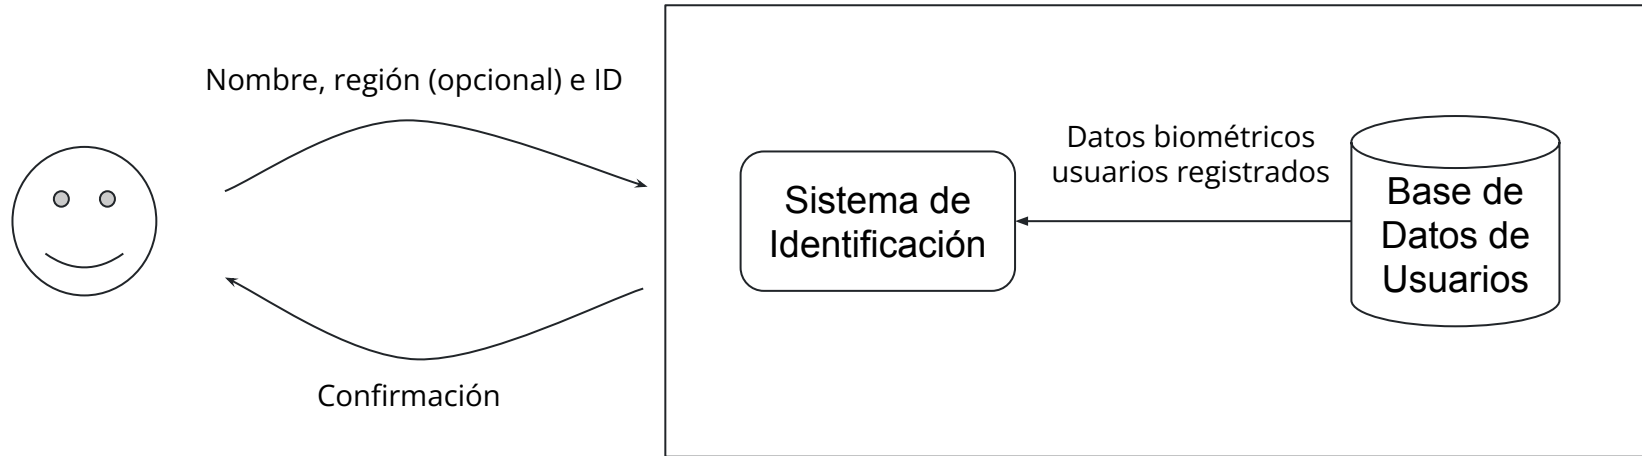 Nombre, región (opcional) e ID
Confirmación
Sistema de
Identificación
Datos biométricos
usuarios registrados
Base de
Datos de
Usuarios